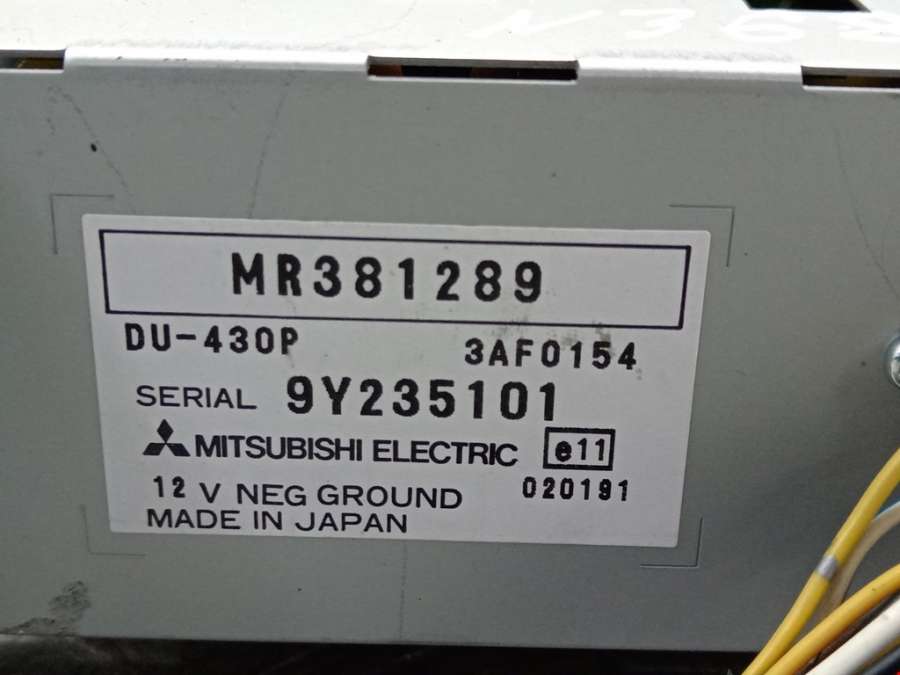 MR381289
DU-430P 3AF0154
SERIAL 9Y235101
MITSUBISHI ELECTRIC e11
12 V NEG GROUND 020191
MADE IN JAPAN